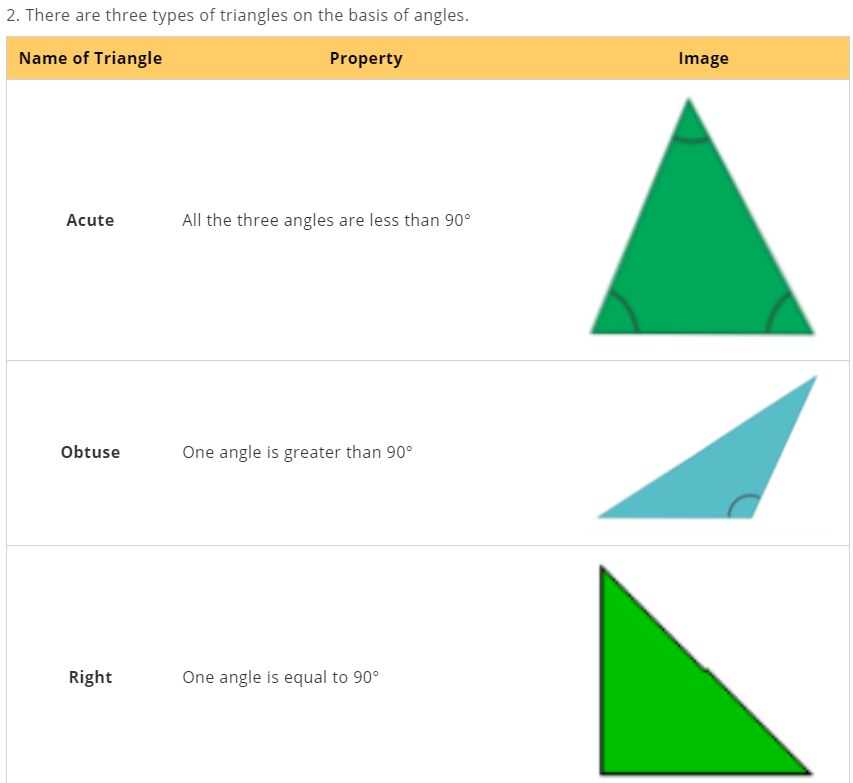 2. There are three types of triangles on the basis of angles.
Name of Triangle Property Image
Acute All the three angles are less than 90°
Obtuse One angle is greater than 90°
Right One angle is equal to 90°